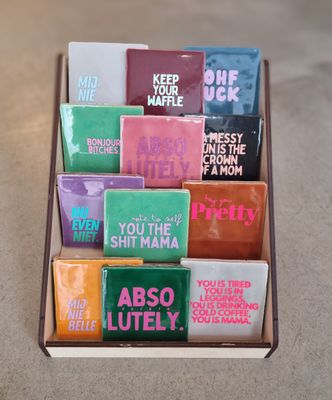 MIJ
NIE
KEEP
YOUR
WAFFLE
OHF
UCK
BONJOUR
BITCHES
ABSO
LUTELY.
A MESSY
BUN IS THE
CROWN
OF A MOM
NU
EVEN
NIET.
note to self
YOU THE
SHIT MAMA
Pretty
MIJ
NIE
BELLE
ABSO
LUTELY.
YOU IS TIRED
YOU IS IN
LEGGINGS,
YOU IS DRINKING
COLD COFFEE,
YOU IS MAMA.